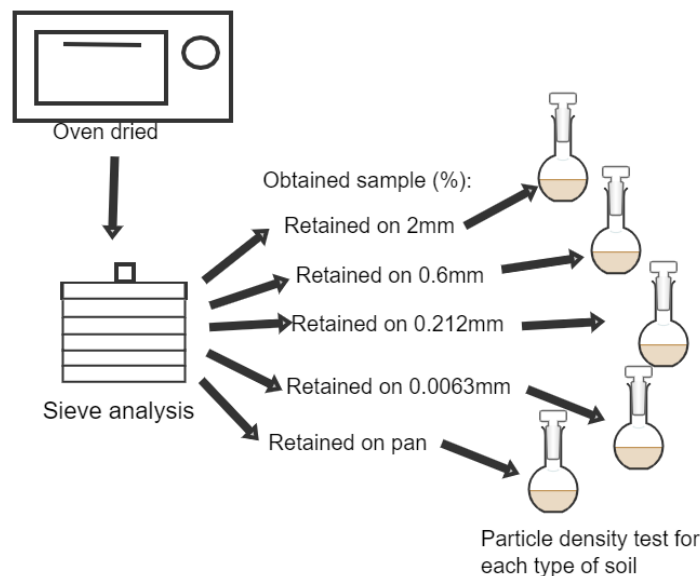 Oven dried
Obtained sample (%):
Retained on 2mm
Retained on 0.6mm
Retained on 0.212mm
Retained on 0.0063mm
Retained on pan
Sieve analysis
Particle density test for
each type of soil